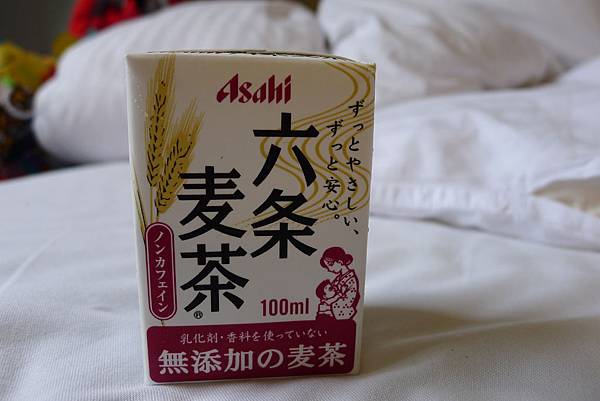 Asahi
六条
麦茶®
ずっとやさしい、
ずっと安心。
ノンカフェイン
100ml
乳化剤・香料を使っていない
無添加の麦茶